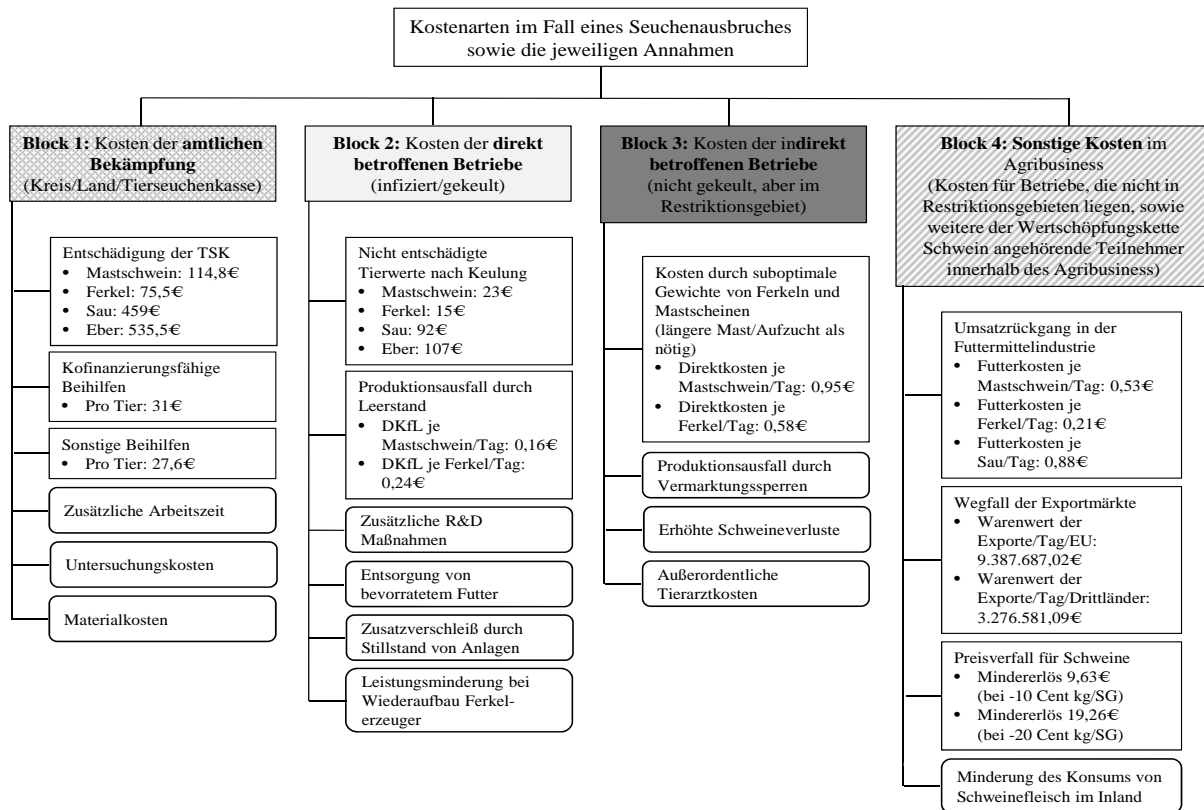 Kostenarten im Fall eines Seuchenausbruches
sowie die jeweiligen Annahmen
Block 1: Kosten der amtlichen
Bekämpfung
(Kreis/Land/Tierseuchenkasse)
Entschädigung der TSK
• Mastschwein: 114,8€
• Ferkel: 75,5€
• Sau: 459€
• Eber: 535,5€
Kofinanzierungsfähige
Beihilfen
• Pro Tier: 31€
Sonstige Beihilfen
• Pro Tier: 27,6€
Zusätzliche Arbeitszeit
Untersuchungskosten
Materialkosten
Block 2: Kosten der direkt
betroffenen Betriebe
(infiziert/gekeult)
Nicht entschädigte
Tierwerte nach Keulung
• Mastschwein: 23€
• Ferkel: 15€
• Sau: 92€
• Eber: 107€
Produktionsausfall durch
Leerstand
• DKfL je
Mastschwein/Tag: 0,16€
• DKfL je Ferkel/Tag:
0,24€
Zusätzliche R&D
Maßnahmen
Entsorgung von
bevorratetem Futter
Zusatzverschleiß durch
Stillstand von Anlagen
Leistungsminderung bei
Wiederaufbau Ferkel-
erzeuger
Block 3: Kosten der indirekt
betroffenen Betriebe
(nicht gekeult, aber im
Restriktionsgebiet)
Kosten durch suboptimale
Gewichte von Ferkeln und
Mastscheinen
(längere Mast/Aufzucht als
nötig)
• Direktkosten je
Mastschwein/Tag: 0,95€
• Direktkosten je
Ferkel/Tag: 0,58€
Produktionsausfall durch
Vermarktungssperren
Erhöhte Schweineverluste
Außerordentliche
Tierarztkosten
Block 4: Sonstige Kosten im
Agribusiness
(Kosten für Betriebe, die nicht in
Restriktionsgebieten liegen, sowie
weitere der Wertschöpfungskette
Schwein angehörende Teilnehmer
innerhalb des Agribusiness)
Umsatzrückgang in der
Futtermittelindustrie
• Futterkosten je
Mastschwein/Tag: 0,53€
• Futterkosten je
Ferkel/Tag: 0,21€
• Futterkosten je
Sau/Tag: 0,88€
Wegfall der Exportmärkte
• Warenwert der
Exporte/Tag/EU:
9.387.687,02€
• Warenwert der
Exporte/Tag/Drittländer:
3.276.581,09€
Preisverfall für Schweine
• Mindererlös 9,63€
(bei -10 Cent kg/SG)
• Mindererlös 19,26€
(bei -20 Cent kg/SG)
Minderung des Konsums von
Schweinefleisch im Inland